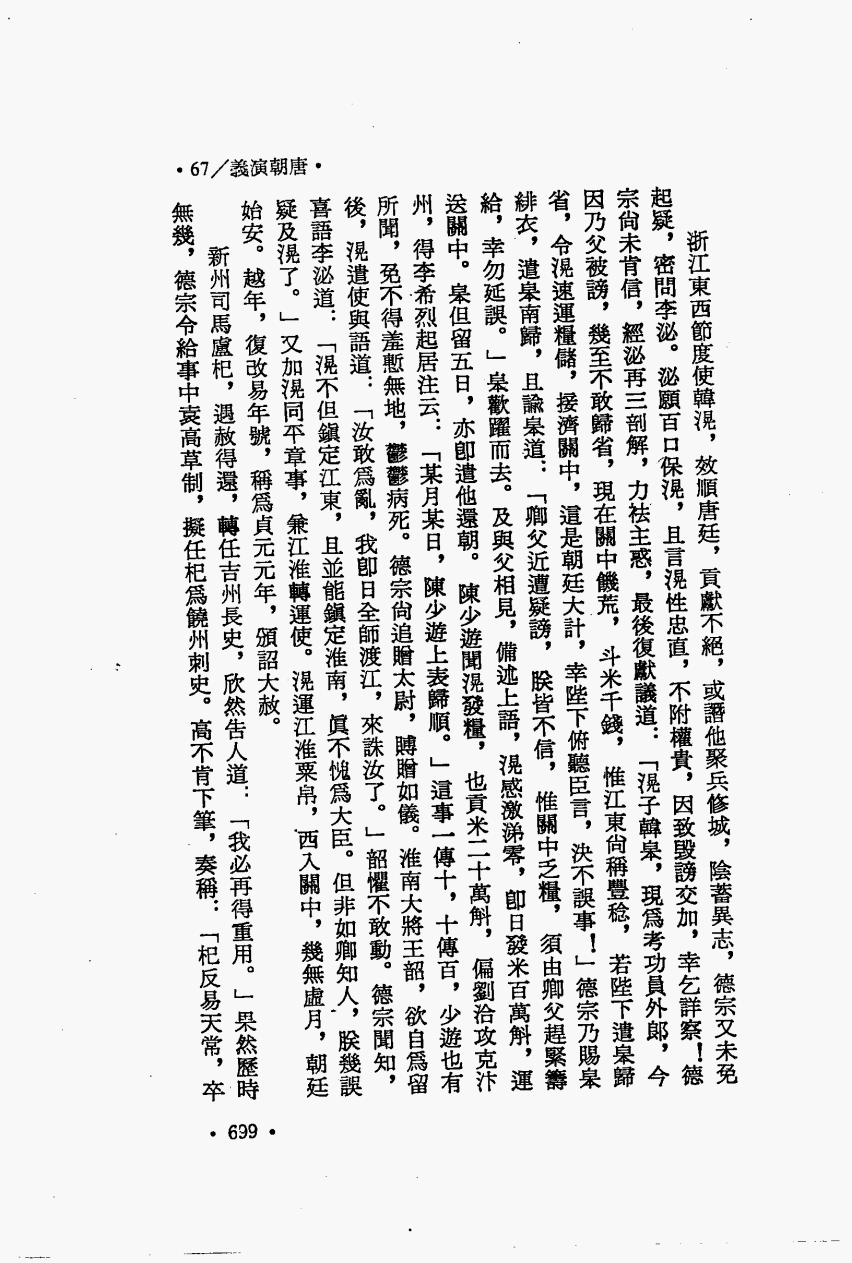 •67／義演朝唐•
浙江東西節度使韓滉，效順唐廷，貢獻不絕，或譖他聚兵修城，陰蓄異志，德宗又未免
起疑，密問李泌。泌願百口保滉，且言滉性忠直，不附權貴，因致毀謗交加，幸乞詳察！德
宗尙未肯信，經泌再三剖解，力袪主惑，最後復獻議道：「滉子韓臯，現爲考功員外郞，今
因乃父被謗，幾至不敢歸省，現在關中饑荒，斗米千錢，惟江東尙稱豐稔，若陛下遣臯歸
省，令滉速運糧儲，接濟關中，這是朝廷大計，幸陛下俯聽臣言，決不誤事！」德宗乃賜臯
緋衣，遣臯南歸，且諭臯道：「卿父近遭疑謗，朕皆不信，惟關中乏糧，須由卿父趕緊籌
給，幸勿延誤。」臯歡躍而去。及與父相見，備述上語，滉感激涕零，卽日發米百萬斛，運
送關中。臯但留五日，亦卽遣他還朝。陳少遊聞滉發糧，也貢米二十萬斛，偏劉洽攻克汴
州，得李希烈起居注云：「某月某日，陳少遊上表歸順。」這事一傳十，十傳百，少遊也有
所聞，免不得羞慙無地，鬱鬱病死。德宗尙追贈太尉，賻贈如儀。淮南大將王韶，欲自爲留
後，滉遣使與語道：「汝敢爲亂，我卽日全師渡江，來誅汝了。」韶懼不敢動。德宗聞知，
喜語李泌道：「滉不但鎭定江東，且並能鎭定淮南，眞不愧爲大臣。但非如卿知人，朕幾誤
疑及滉了。」又加滉同平章事，兼江淮轉運使。滉運江淮粟帛，西入關中，幾無虛月，朝廷
始安。越年，復改易年號，稱爲貞元元年，頒詔大赦。
新州司馬盧杞，遇赦得還，轉任吉州長史，欣然告人道：「我必再得重用。」果然歷時
無幾，德宗令給事中袁高草制，擬任杞爲饒州刺史。高不肯下筆，奏稱：「杞反易天常，卒
•699•